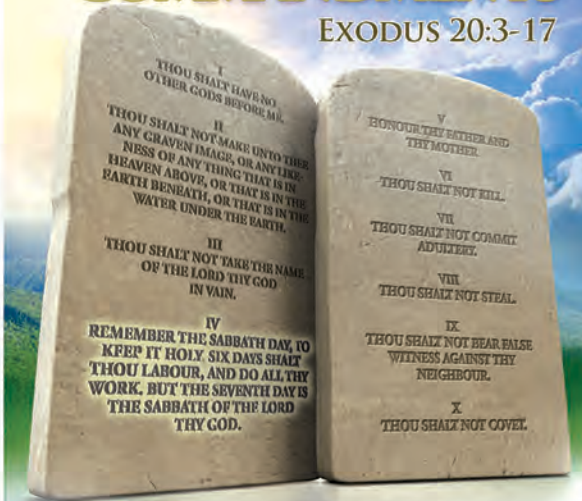 EXODUS 20:3-17
I
THOU SHALT HAVE NO
OTHER GODS BEFORE ME.
II
THOU SHALT NOT MAKE UNTO THEE
ANY GRAVEN IMAGE, OR ANY LIKE-
NESS OF ANY THING THAT IS IN
HEAVEN ABOVE, OR THAT IS IN THE
EARTH BENEATH, OR THAT IS IN THE
WATER UNDER THE EARTH.
III
THOU SHALT NOT TAKE THE NAME
OF THE LORD THY GOD
IN VAIN.
IV
REMEMBER THE SABBATH DAY, TO
KEEP IT HOLY. SIX DAYS SHALT
THOU LABOUR, AND DO ALL THY
WORK. BUT THE SEVENTH DAY IS
THE SABBATH OF THE LORD
THY GOD.
V
HONOUR THY FATHER AND
THY MOTHER
VI
THOU SHALT NOT KILL.
VII
THOU SHALT NOT COMMIT
ADULTERY.
VIII
THOU SHALT NOT STEAL.
IX
THOU SHALT NOT BEAR FALSE
WITNESS AGAINST THY
NEIGHBOUR.
X
THOU SHALT NOT COVET.